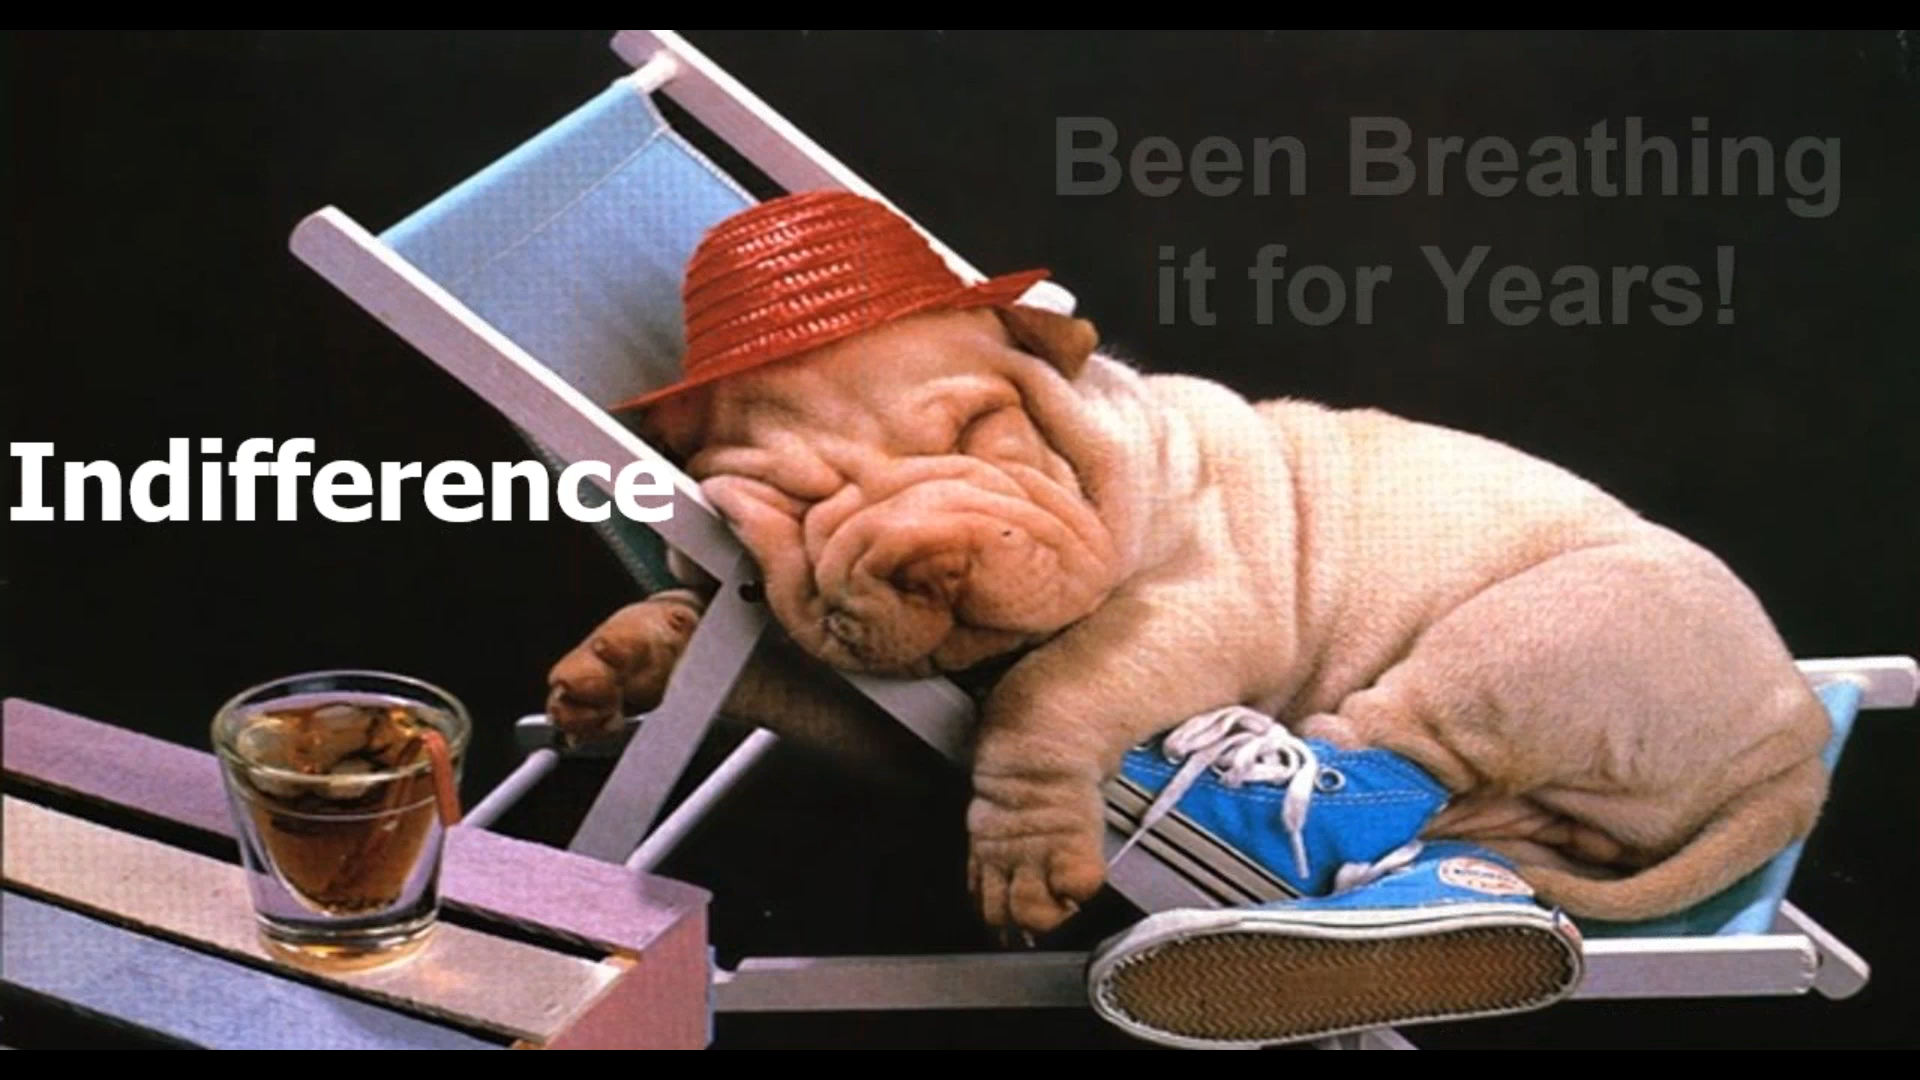 Been Breathing
it for Years!
Indifference